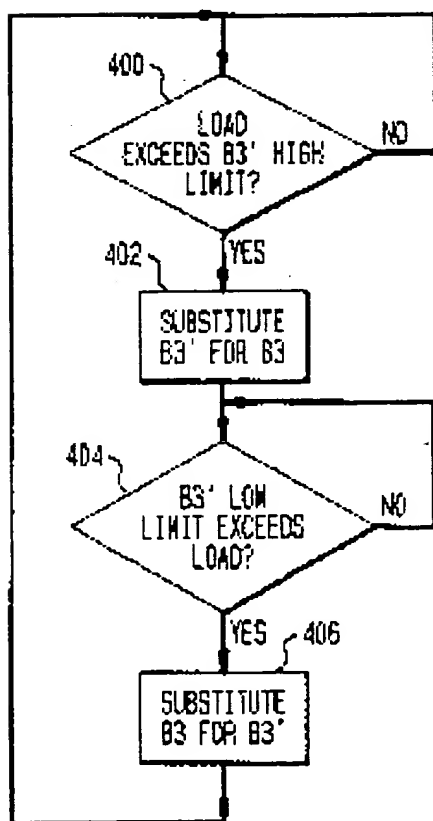 400
LOAD
EXCEEDS B3' HIGH
LIMIT?
NO
YES
402
SUBSTITUTE
B3' FOR B3
404
B3' LOW
LIMIT EXCEEDS
LOAD?
NO
YES
406
SUBSTITUTE
B3 FOR B3'